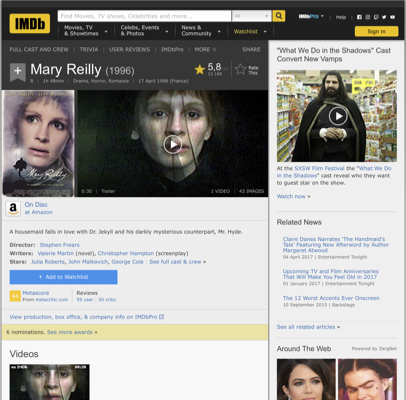 IMDb
Find Movies, TV shows, Celebrities and more...
All
IMDbPro
Help
Movies, TV
& Showtimes
Celebs, Events
& Photos
News &
Community
Watchlist
Sign in
FULL CAST AND CREW | TRIVIA | USER REVIEWS | IMDbPro | MORE
SHARE
Mary Reilly (1996)
5,8
Rate
This
1h 48min | Drama, Horror, Romance | 17 April 1996 (France)
Mary Reilly
0:30 | Trailer
1 VIDEO | 43 IMAGES
a
On Disc
at Amazon
A housemaid falls in love with Dr. Jekyll and his darkly mysterious counterpart, Mr. Hyde.
Director: Stephen Frears
Writers: Valerie Martin (novel), Christopher Hampton (screenplay)
Stars: Julia Roberts, John Malkovich, George Cole | See full cast & crew »
+ Add to Watchlist
Metascore
From metacritic.com
Reviews
95 user | 50 critic
View production, box office, & company info on IMDbPro
6 nominations. See more awards »
Videos
"What We Do in the Shadows" Cast
Convert New Vamps
At the SXSW Film Festival the "What We
Do in the Shadows" cast reveal who they
want to guest star on the show.
Watch now »
Related News
Claire Danes Narrates 'The Handmaid's
Tale' Featuring New Afterword by Author
Margaret Atwood
04 April 2017 | Entertainment Tonight
Upcoming TV and Film Anniversaries
That Will Make You Feel Old in 2017
01 January 2017 | Entertainment Tonight
The 12 Worst Accents Ever Onscreen
10 September 2015 | Backstage
See all related articles »
Around The Web
Powered by ZergNet